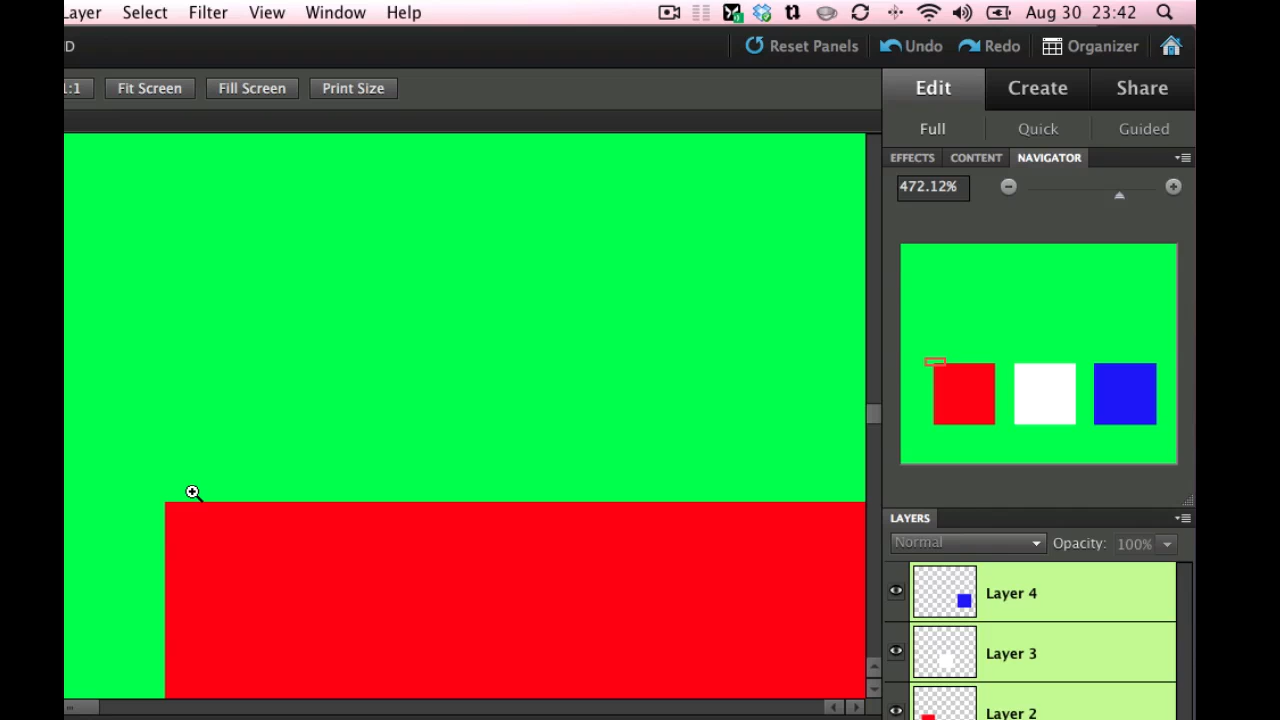 Layer Select Filter View Window Help Aug 30 23:42
D Reset Panels Undo Redo Organizer
1:1 Fit Screen Fill Screen Print Size
Edit Create Share
Full Quick Guided
EFFECTS CONTENT NAVIGATOR
472.12%
LAYERS
Normal Opacity: 100%
Layer 4
Layer 3
Layer 2